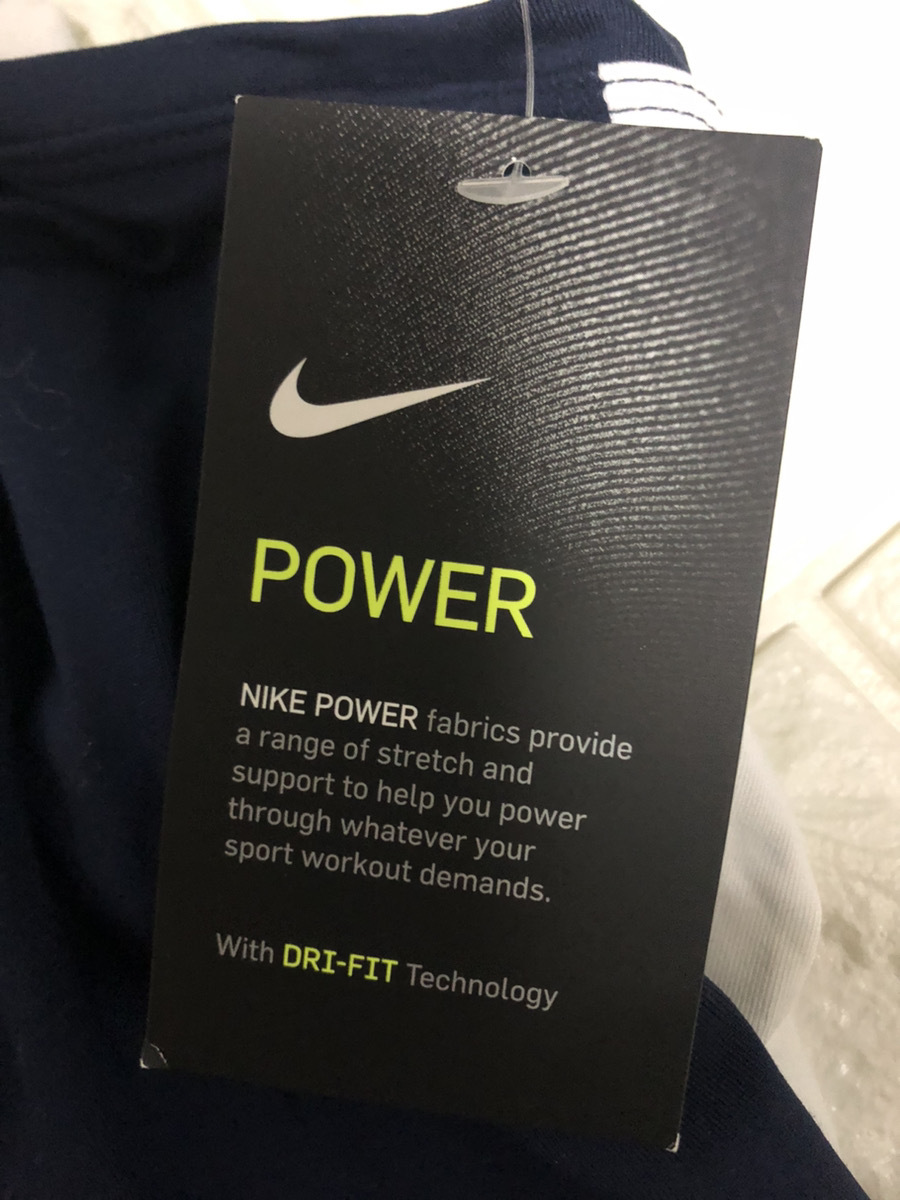 POWER
NIKE POWER fabrics provide
a range of stretch and
support to help you power
through whatever your
sport workout demands.
With DRI-FIT Technology